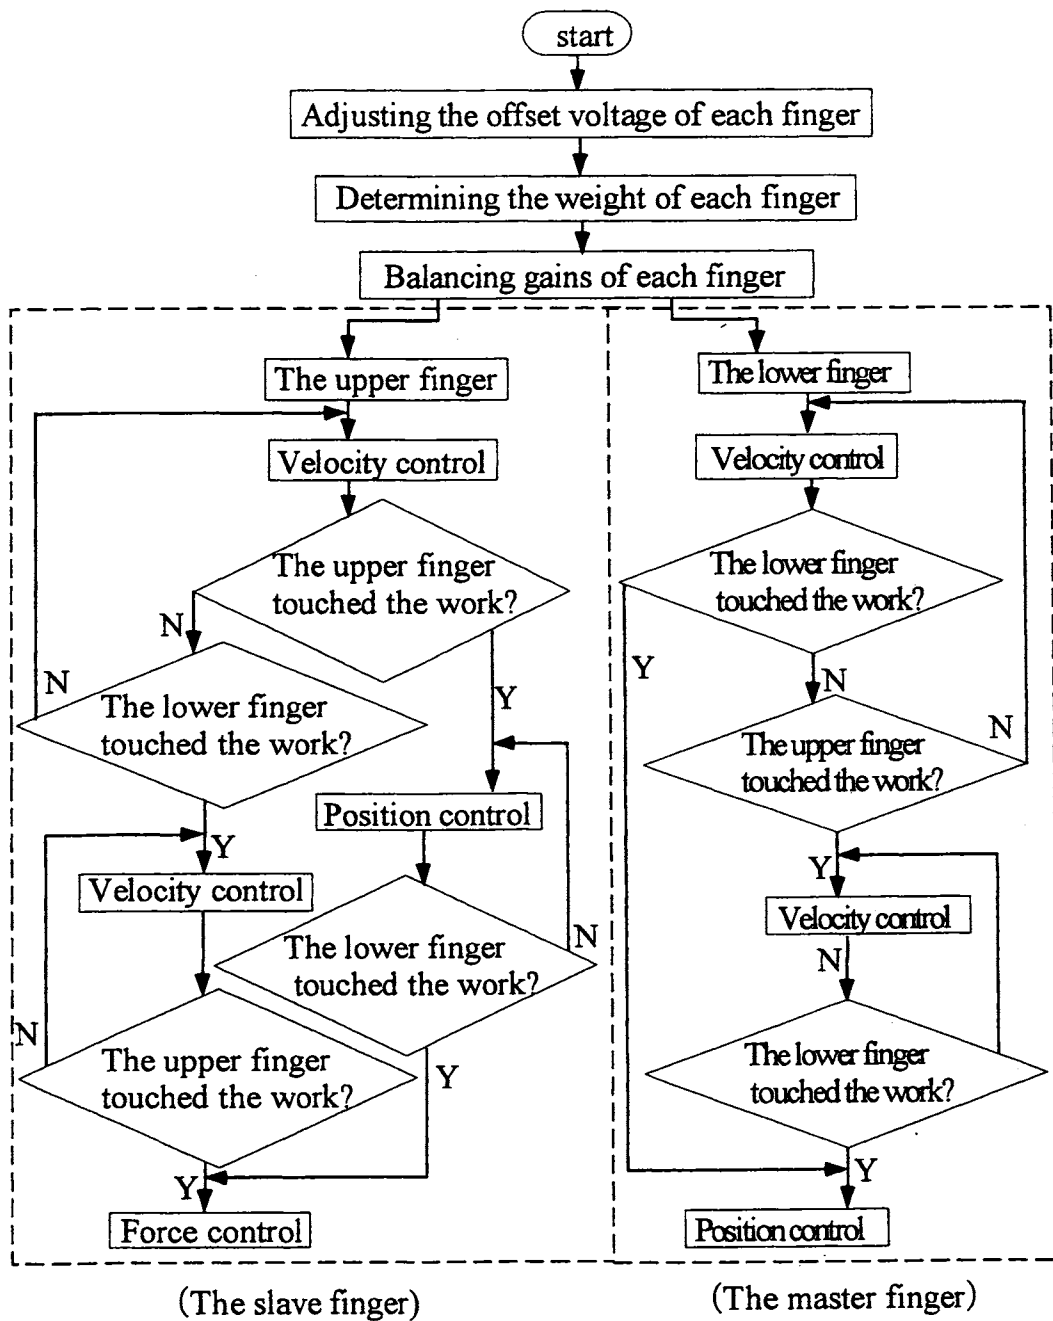 start
Adjusting the offset voltage of each finger
Determining the weight of each finger
Balancing gains of each finger
The upper finger
Velocity control
The upper finger
touched the work?
N
Y
N
The lower finger
touched the work?
Y
Position control
Velocity control
The lower finger
touched the work?
N
Y
N
The upper finger
touched the work?
Y
Force control
(The slave finger)
The lower finger
Velocity control
The lower finger
touched the work?
Y
N
The upper finger
touched the work?
N
Y
Velocity control
N
The lower finger
touched the work?
Y
Position control
(The master finger)